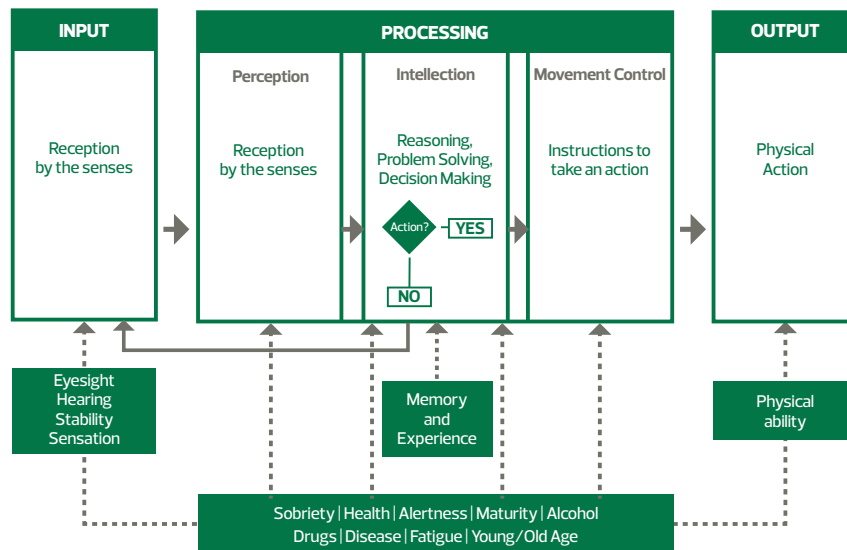 INPUT
PROCESSING
OUTPUT
Perception
Intellection
Movement Control
Reception
by the senses
Reception
by the senses
Reasoning,
Problem Solving,
Decision Making
Instructions to
take an action
Physical
Action
Action?
YES
NO
Eyesight
Hearing
Stability
Sensation
Memory
and
Experience
Physical
ability
Sobriety | Health | Alertness | Maturity | Alcohol
Drugs | Disease | Fatigue | Young/Old Age